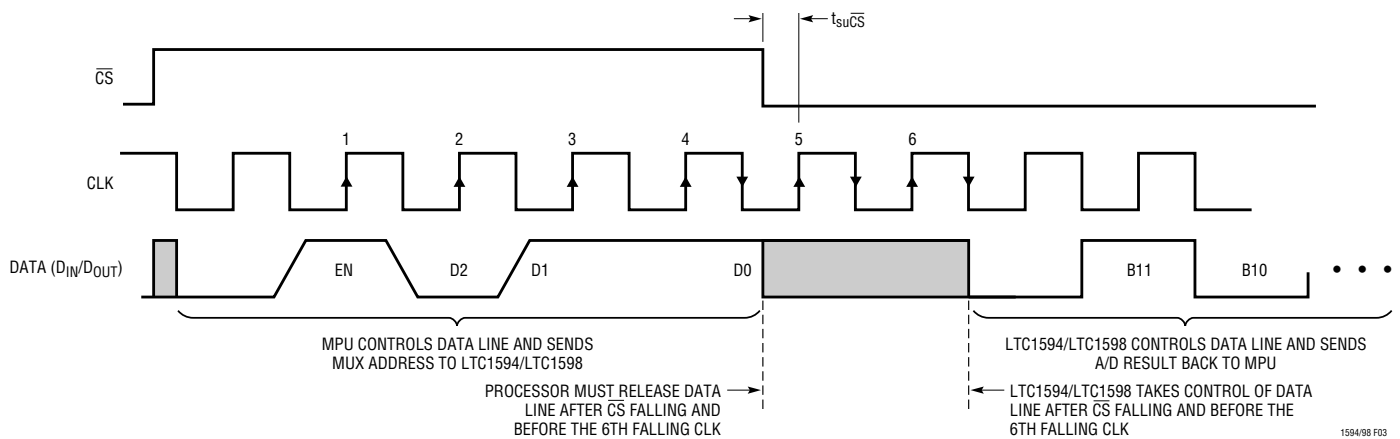 tsuCS
CS
1 2 3 4 5 6
CLK
DATA (DIN/DOUT)
EN D2 D1 D0 B11 B10 • • •
MPU CONTROLS DATA LINE AND SENDS
MUX ADDRESS TO LTC1594/LTC1598
LTC1594/LTC1598 CONTROLS DATA LINE AND SENDS
A/D RESULT BACK TO MPU
PROCESSOR MUST RELEASE DATA
LINE AFTER CS FALLING AND
BEFORE THE 6TH FALLING CLK
LTC1594/LTC1598 TAKES CONTROL OF DATA
LINE AFTER CS FALLING AND BEFORE THE
6TH FALLING CLK
1594/98 F03